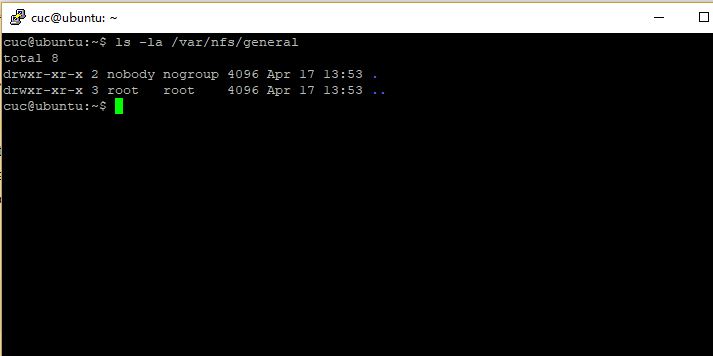 cuc@ubuntu: ~
cuc@ubuntu:~$ ls -la /var/nfs/general
total 8
drwxr-xr-x 2 nobody nogroup 4096 Apr 17 13:53 .
drwxr-xr-x 3 root   root    4096 Apr 17 13:53 ..
cuc@ubuntu:~$